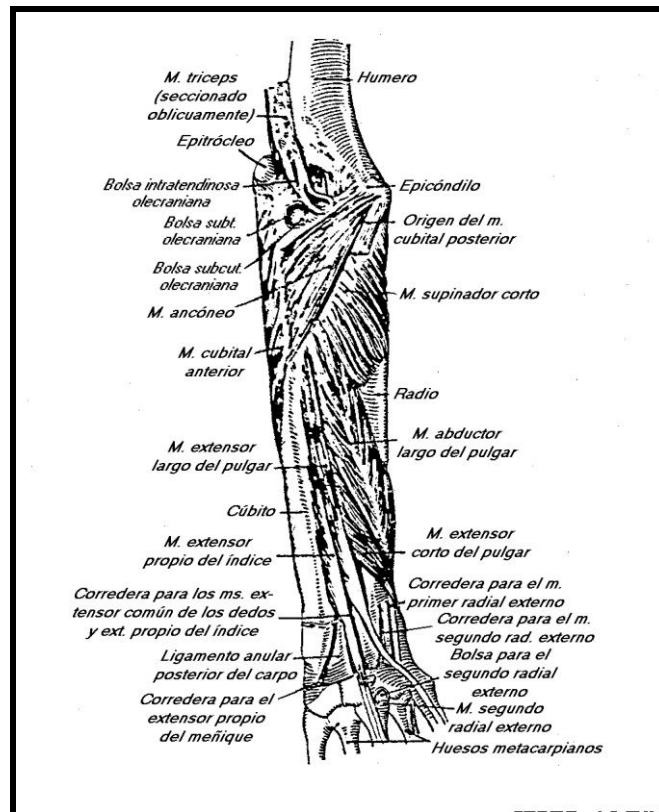 M. triceps
(seccionado
oblicuamente)
Epitrócleo
Bolsa intratendinosa
olecraniana
Bolsa subt.
olecraniana
Bolsa subcut.
olecraniana
M. ancóneo
M. cubital
anterior
M. extensor
largo del pulgar
Cúbito
M. extensor
propio del índice
Corredera para los ms. ex-
tensor común de los dedos
y ext. propio del índice
Ligamento anular
posterior del carpo
Corredera para el
extensor propio
del meñique
Humero
Epicóndilo
Origen del m.
cubital posterior
M. supinador corto
Radio
M. abductor
largo del pulgar
M. extensor
corto del pulgar
Corredera para el m.
primer radial externo
Corredera para el m.
segundo rad. externo
Bolsa para el
segundo radial
externo
M. segundo
radial externo
Huesos metacarpianos